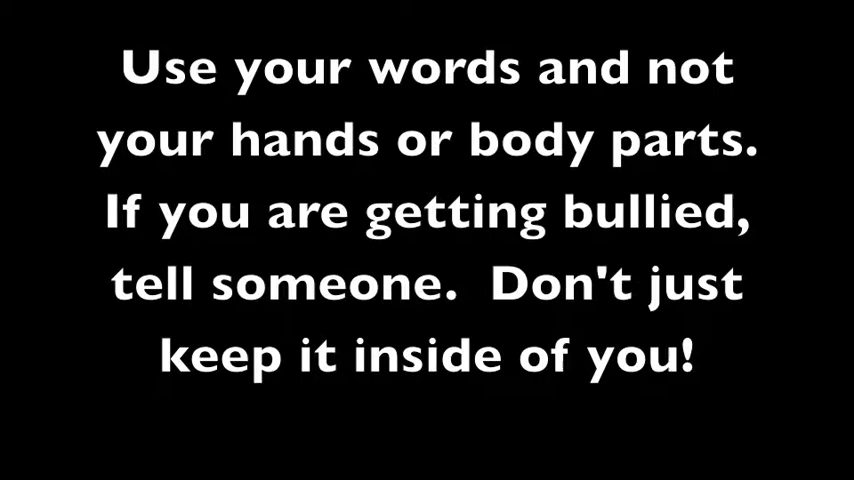 Use your words and not
your hands or body parts.
If you are getting bullied,
tell someone.  Don't just
keep it inside of you!